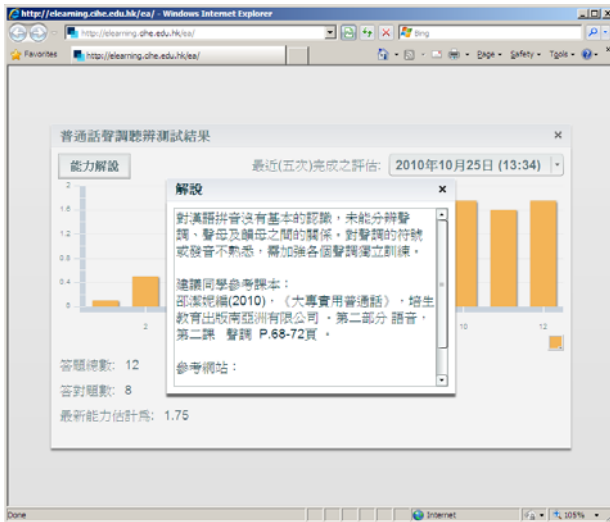 http://elearning.cihe.edu.hk/ea/ - Windows Internet Explorer
http://elearning.cihe.edu.hk/ea/
Bing
Favorites
http://elearning.cihe.edu.hk/ea/
Page
Safety
Tools
普通話聲調聽辨測試結果
能力解說
最近(五次)完成之評估:
2010年10月25日 (13:34)
解說
對漢語拼音沒有基本的認識，未能分辨聲
調、聲母及韻母之間的關係。對聲調的符號
或發音不熟悉，需加強各個聲調獨立訓練。
建議同學參考課本：
邵潔妮編(2010)，《大專實用普通話》，培生
教育出版南亞洲有限公司。第二部分 語音，
第二課 聲調 P.68-72頁。
參考網站：
2
1.6
1.2
0.8
0.4
0
2
10
12
答題總數: 12
答對題數: 8
最新能力估計為: 1.75
Done
Internet
105%